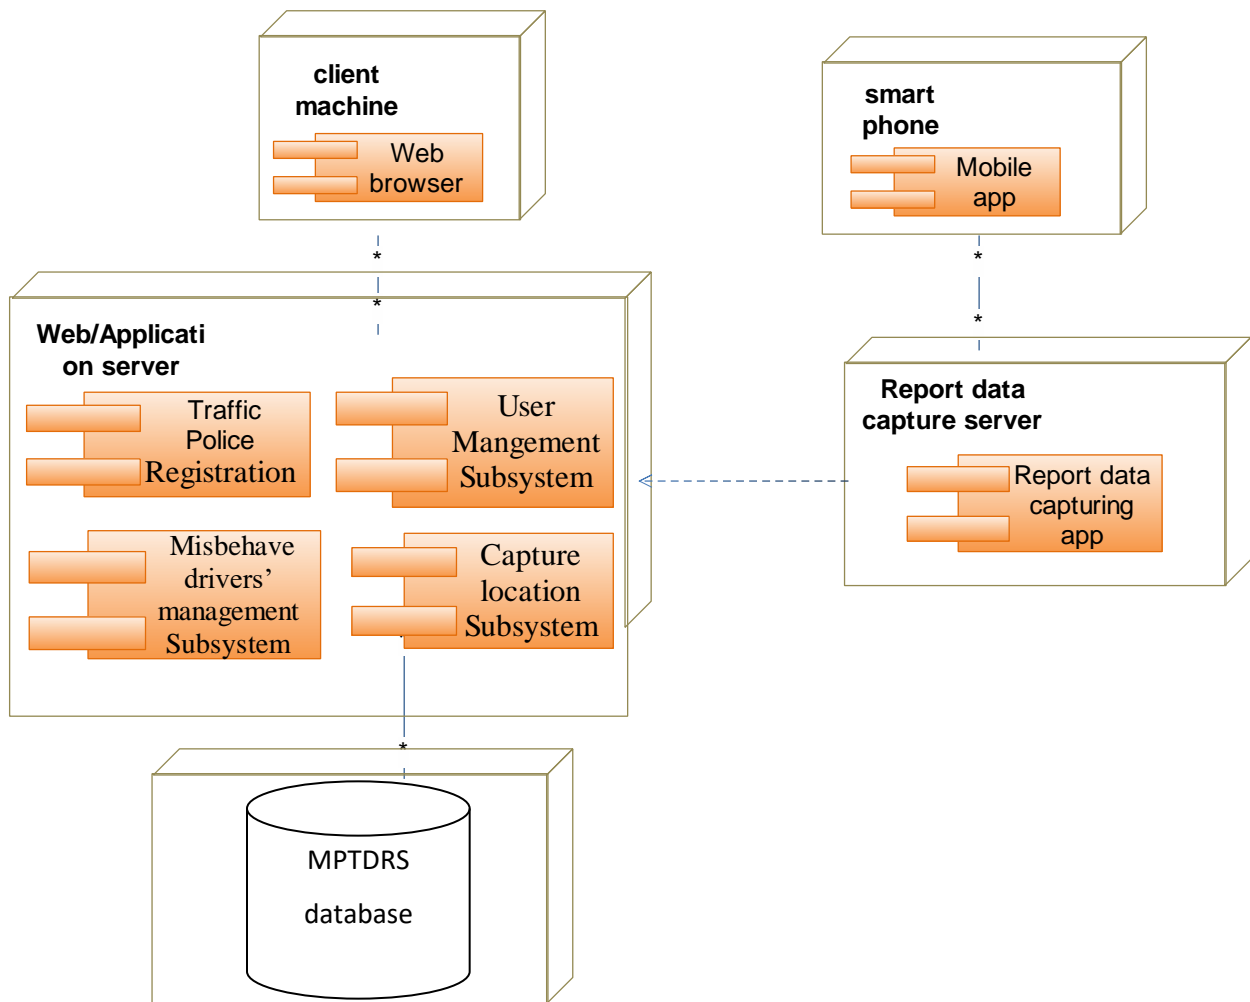 client
machine
Web
browser
smart
phone
Mobile
app
*
*
*
*
Web/Applicati
on server
Traffic
Police
Registration
User
Mangement
Subsystem
Misbehave
drivers’
management
Subsystem
Capture
location
Subsystem
Report data
capture server
Report data
capturing
app
*
MPTDRS
database